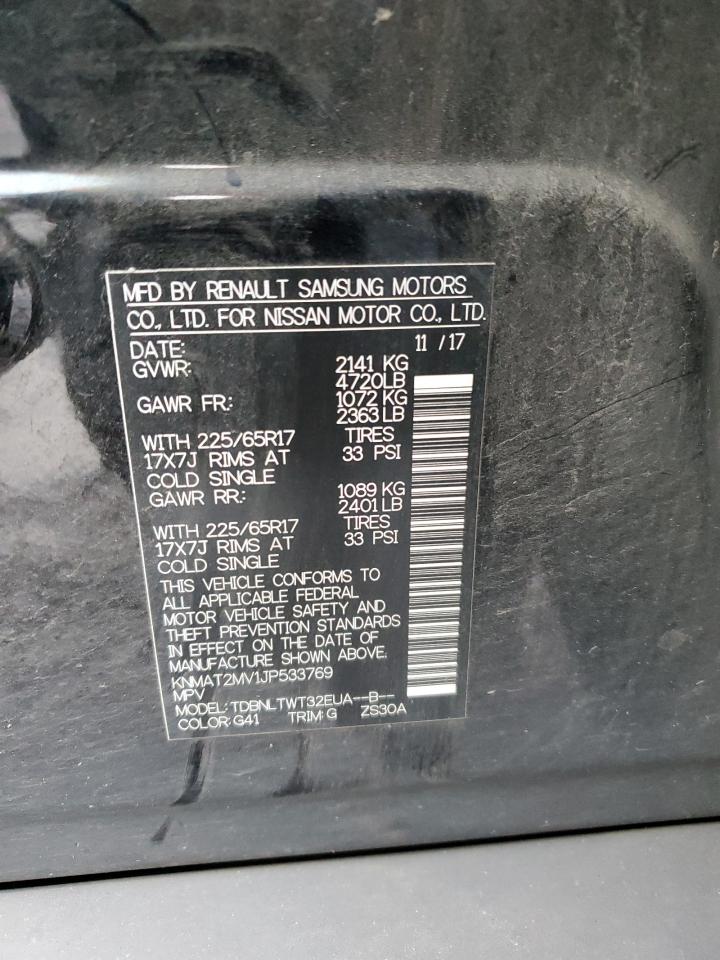 MFD BY RENAULT SAMSUNG MOTORS
CO., LTD. FOR NISSAN MOTOR CO., LTD.
DATE: 11 / 17
GVWR: 2141 KG
4720LB
GAWR FR: 1072 KG
2363LB
WITH 225/65R17 TIRES
17X7J RIMS AT 33 PSI
COLD SINGLE
GAWR RR: 1089 KG
2401LB
WITH 225/65R17 TIRES
17X7J RIMS AT 33 PSI
COLD SINGLE
THIS VEHICLE CONFORMS TO
ALL APPLICABLE FEDERAL
MOTOR VEHICLE SAFETY AND
THEFT PREVENTION STANDARDS
IN EFFECT ON THE DATE OF
MANUFACTURE SHOWN ABOVE.
KNMAT2MV1JP533769
MPV
MODEL: TDBNLTWT32EUA--B--
COLOR: G41 TRIM: G ZS30A